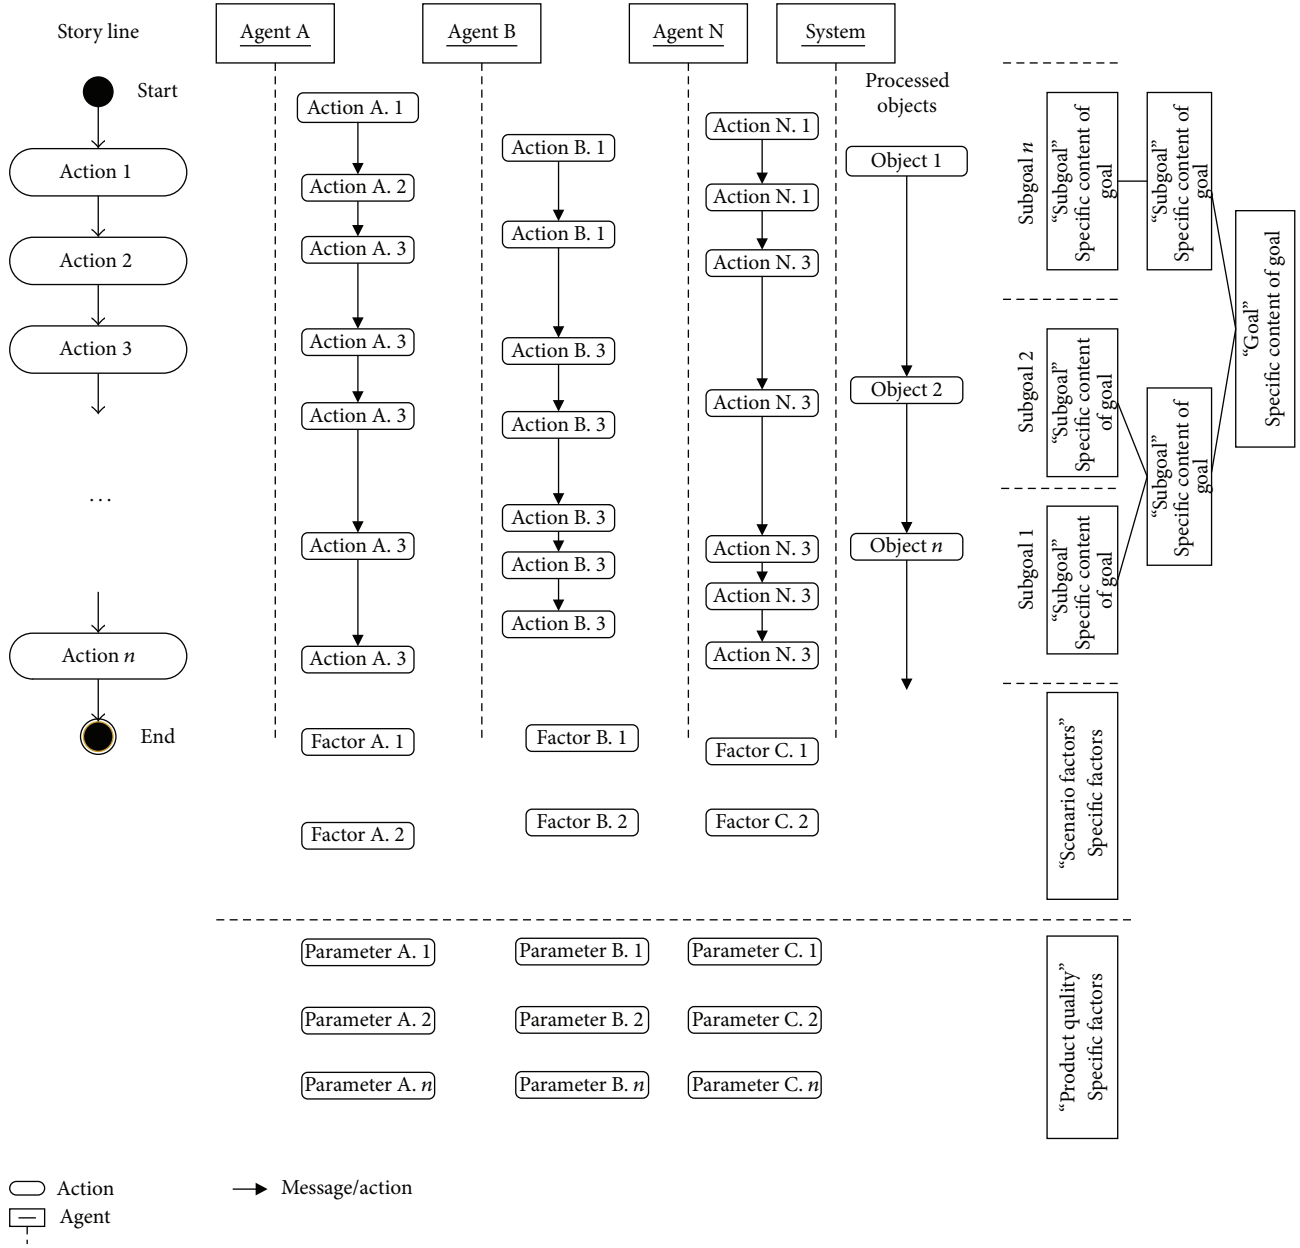 Story line
Agent A
Agent B
Agent N
System
Start
Action 1
Action 2
Action 3
...
Action n
End
Action A. 1
Action A. 2
Action A. 3
Action A. 3
Action A. 3
Action A. 3
Action A. 3
Factor A. 1
Factor A. 2
Action B. 1
Action B. 1
Action B. 3
Action B. 3
Action B. 3
Action B. 3
Action B. 3
Factor B. 1
Factor B. 2
Action N. 1
Action N. 1
Action N. 3
Action N. 3
Action N. 3
Action N. 3
Action N. 3
Factor C. 1
Factor C. 2
Processed
objects
Object 1
Object 2
Object n
Subgoal n
“Subgoal”
Specific content of
goal
“Subgoal”
Specific content of
goal
Subgoal 2
“Subgoal”
Specific content
of goal
Subgoal 1
“Subgoal”
Specific content
of goal
“Subgoal”
Specific content of
goal
“Goal”
Specific content of goal
“Scenario factors”
Specific factors
Parameter A. 1
Parameter B. 1
Parameter C. 1
Parameter A. 2
Parameter B. 2
Parameter C. 2
Parameter A. n
Parameter B. n
Parameter C. n
“Product quality”
Specific factors
Action
Message/action
Agent